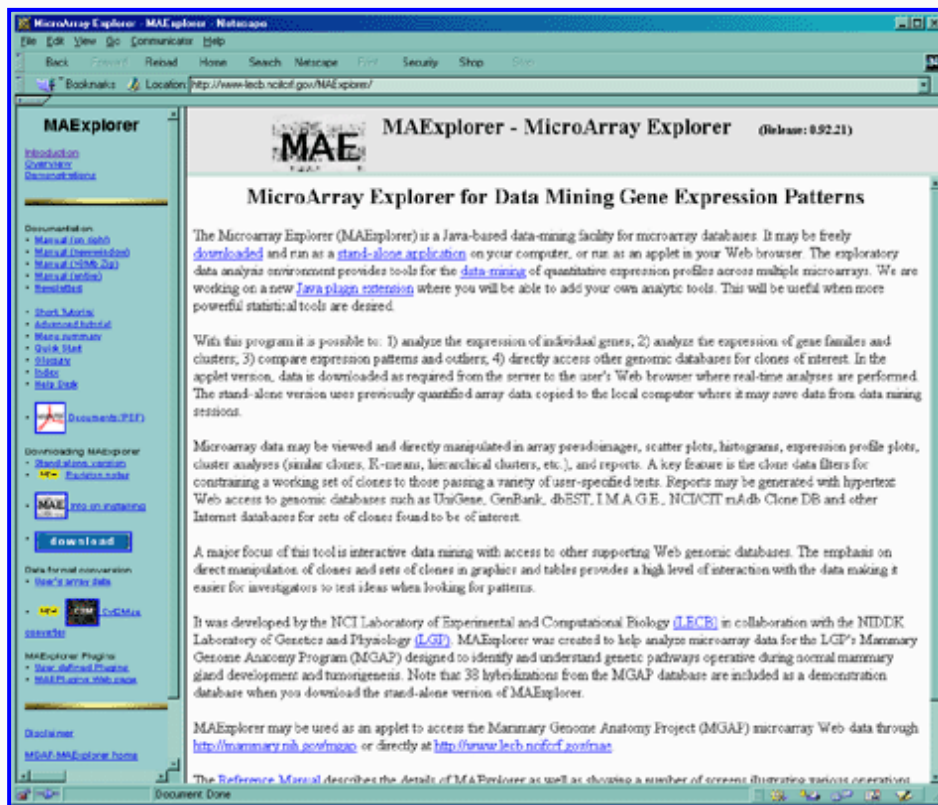 MicroArray Explorer - MAExplorer - Netscape
File Edit View Go Communicator Help
Back Forward Reload Home Search Netscape Print Security Shop Stop
Bookmarks Location: http://www-lecb.ncifcrf.gov/MAExplorer/
MAExplorer
Introduction
Overview
Demonstrations
Documentation
• Manual (on right)
• Manual (new window)
• Manual
• Manual (entire)
• Newsletter
• Short Tutorial
• Advanced tutorial
• Menu summary
• Quick Start
• Glossary
• Index
• Help Desk
• Documents (PDF)
Downloading MAExplorer
• Stand-alone version
• Revision notes
• MAE Info on installing
• download
Data format conversion
• User's array data
• Cvt2Mae
converter
MAExplorer Plugins
• User defined Plugins
• MAEPlugins Web page
Disclaimer
MGAP-MAExplorer home
MAE
MAExplorer - MicroArray Explorer (Release: 0.92.21)
MicroArray Explorer for Data Mining Gene Expression Patterns
The Microarray Explorer (MAExplorer) is a Java-based data-mining facility for microarray databases. It may be freely
downloaded and run as a stand-alone application on your computer, or run as an applet in your Web browser. The exploratory
data analysis environment provides tools for the data-mining of quantitative expression profiles across multiple microarrays. We are
working on a new Java plugin extension where you will be able to add your own analytic tools. This will be useful when more
powerful statistical tools are desired.
With this program it is possible to: 1) analyze the expression of individual genes; 2) analyze the expression of gene families and
clusters; 3) compare expression patterns and outliers; 4) directly access other genomic databases for clones of interest. In the
applet version, data is downloaded as required from the server to the user's Web browser where real-time analyses are performed.
The stand-alone version uses previously quantified array data copied to the local computer where it may save data from data mining
sessions.
Microarray data may be viewed and directly manipulated in array pseudoimages, scatter plots, histograms, expression profile plots,
cluster analyses (similar clones, K-means, hierarchical clusters, etc.), and reports. A key feature is the clone data filters for
constraining a working set of clones to those passing a variety of user-specified tests. Reports may be generated with hypertext
Web access to genomic databases such as UniGene, GenBank, dbEST, I.M.A.G.E., NCI/CIT mAdb Clone DB and other
Internet databases for sets of clones found to be of interest.
A major focus of this tool is interactive data mining with access to other supporting Web genomic databases. The emphasis on
direct manipulation of clones and sets of clones in graphics and tables provides a high level of interaction with the data making it
easier for investigators to test ideas when looking for patterns.
It was developed by the NCI Laboratory of Experimental and Computational Biology (LECB) in collaboration with the NIDDK
Laboratory of Genetics and Physiology (LGP). MAExplorer was created to help analyze microarray data for the LGP's Mammary
Genome Anatomy Program (MGAP) designed to identify and understand genetic pathways operative during normal mammary
gland development and tumorigenesis. Note that 38 hybridizations from the MGAP database are included as a demonstration
database when you download the stand-alone version of MAExplorer.
MAExplorer may be used as an applet to access the Mammary Genome Anatomy Project (MGAP) microarray Web data through
http://mammary.nih.gov/mgap or directly at http://www.lecb.ncifcrf.gov/mae.
The Reference Manual describes the details of MAExplorer as well as showing a number of screens illustrating various operations
Document: Done